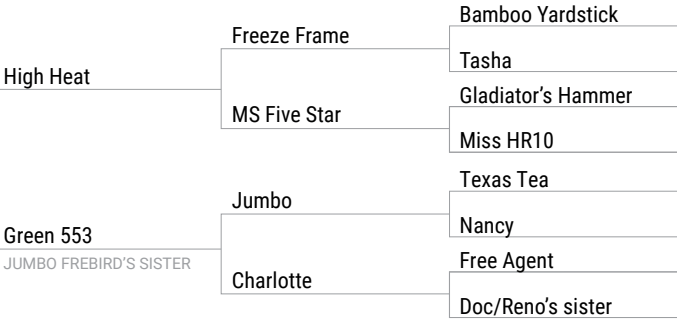 Bamboo Yardstick
Freeze Frame
Tasha
High Heat
Gladiator's Hammer
MS Five Star
Miss HR10
Texas Tea
Jumbo
Nancy
Green 553
JUMBO FREBIRD'S SISTER
Free Agent
Charlotte
Doc/Reno's sister